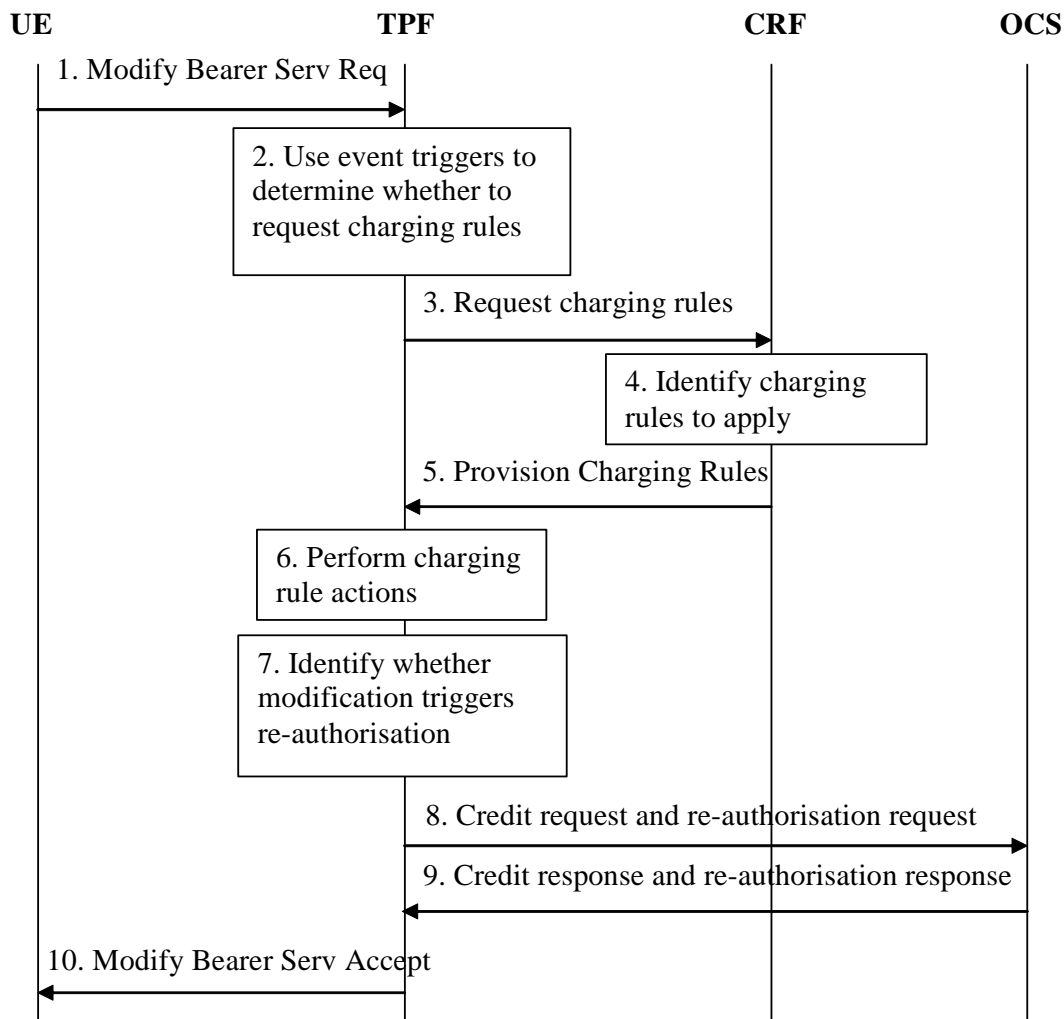 UE TPF CRF OCS
1. Modify Bearer Serv Req
2. Use event triggers to
determine whether to
request charging rules
3. Request charging rules
4. Identify charging
rules to apply
5. Provision Charging Rules
6. Perform charging
rule actions
7. Identify whether
modification triggers
re-authorisation
8. Credit request and re-authorisation request
9. Credit response and re-authorisation response
10. Modify Bearer Serv Accept